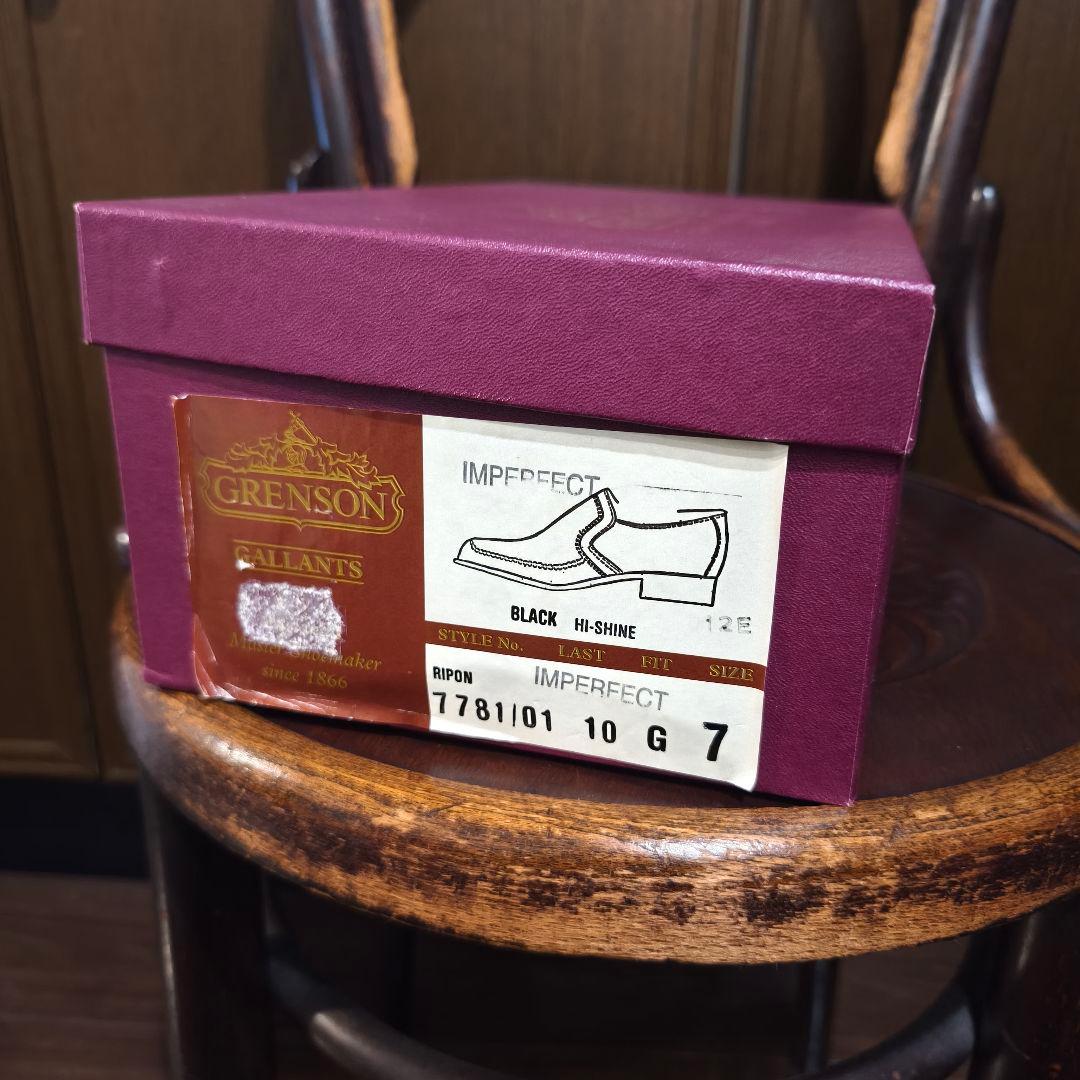 GRENSON
GALLANTS
Master Shoemaker
since 1866
IMPERFECT
BLACK HI-SHINE
12E
STYLE No. LAST FIT SIZE
RIPON IMPERFECT
7781/01 10 G 7